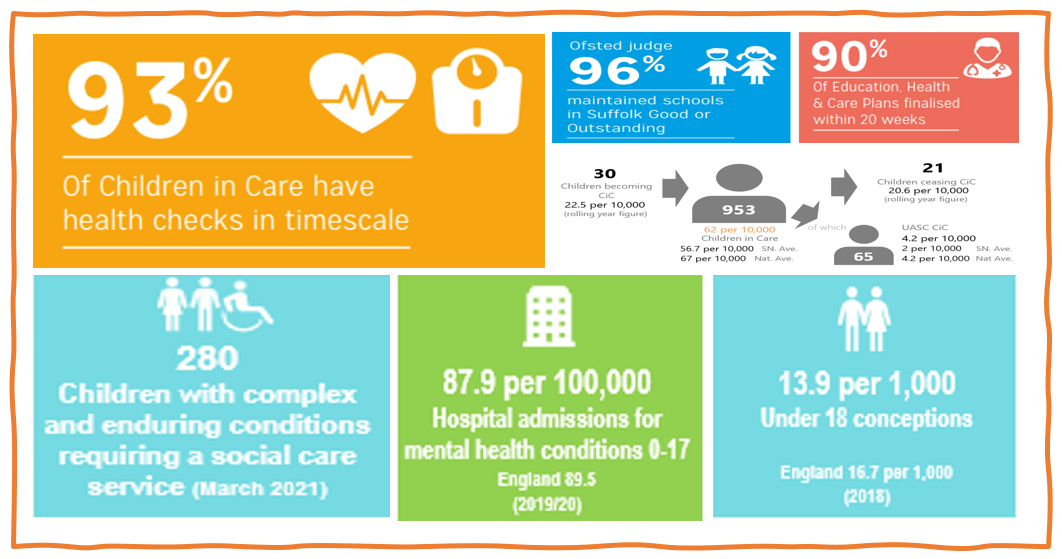 93%
Of Children in Care have
health checks in timescale
Ofsted judge
96%
maintained schools
in Suffolk Good or
Outstanding
90%
Of Education, Health
& Care Plans finalised
within 20 weeks
30
Children becoming
CiC
22.5 per 10,000
(rolling year figure)
953
62 per 10,000
Children in Care
56.7 per 10,000 SN. Ave.
67 per 10,000 Nat. Ave.
21
Children ceasing CiC
20.6 per 10,000
(rolling year figure)
of which
65
UASC CiC
4.2 per 10,000
2 per 10,000 SN. Ave.
4.2 per 10,000 Nat Ave.
280
Children with complex
and enduring conditions
requiring a social care
service (March 2021)
87.9 per 100,000
Hospital admissions for
mental health conditions 0-17
England 89.5
(2019/20)
13.9 per 1,000
Under 18 conceptions
England 16.7 per 1,000
(2018)